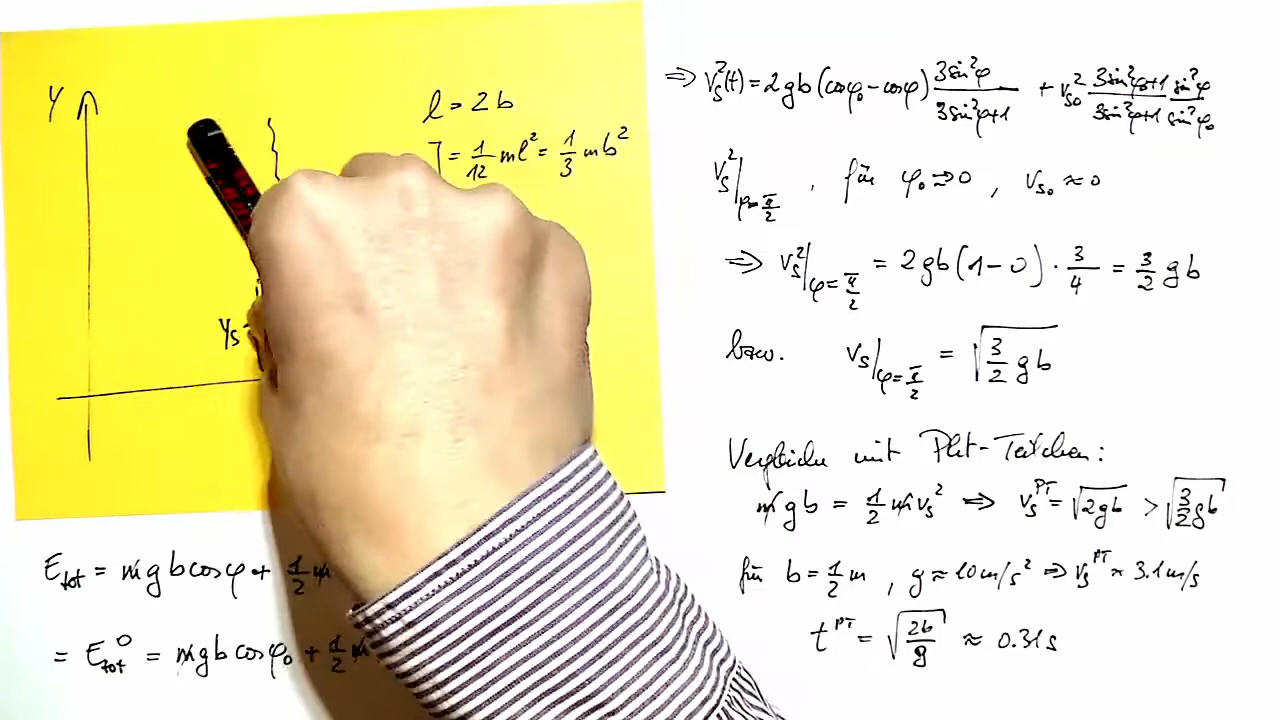 y
l = 2b
J = 1/12 ml² = 1/3 mb²
y_s =
E_tot = mgb cosφ + 1/2 m
= E⁰_tot = mgb cosφ₀ + 1/2 m
⇒ v_s²(t) = 2gb (cosφ₀ - cosφ) 3sin²φ/(3sin²φ+1) + v_s0² (3sin²φ₀+1)/(3sin²φ+1) sin²φ/sin²φ₀
v_s²|φ=π/2 , für φ₀ ≈> 0 , v_s0 ≈ 0
⇒ v_s²|φ=π/2 = 2gb (1-0) · 3/4 = 3/2 gb
bzw. v_s|φ=π/2 = √(3/2 gb)
Vergleiche mit Pkt-Teilchen:
mgb = 1/2 m v_s² ⇒ v_s^PT = √(2gb) > √(3/2 gb)
für b = 1/2 m , g ≈ 10 m/s² ⇒ v_s^PT ≈ 3.1 m/s
t^PT = √(2b/g) ≈ 0.31 s